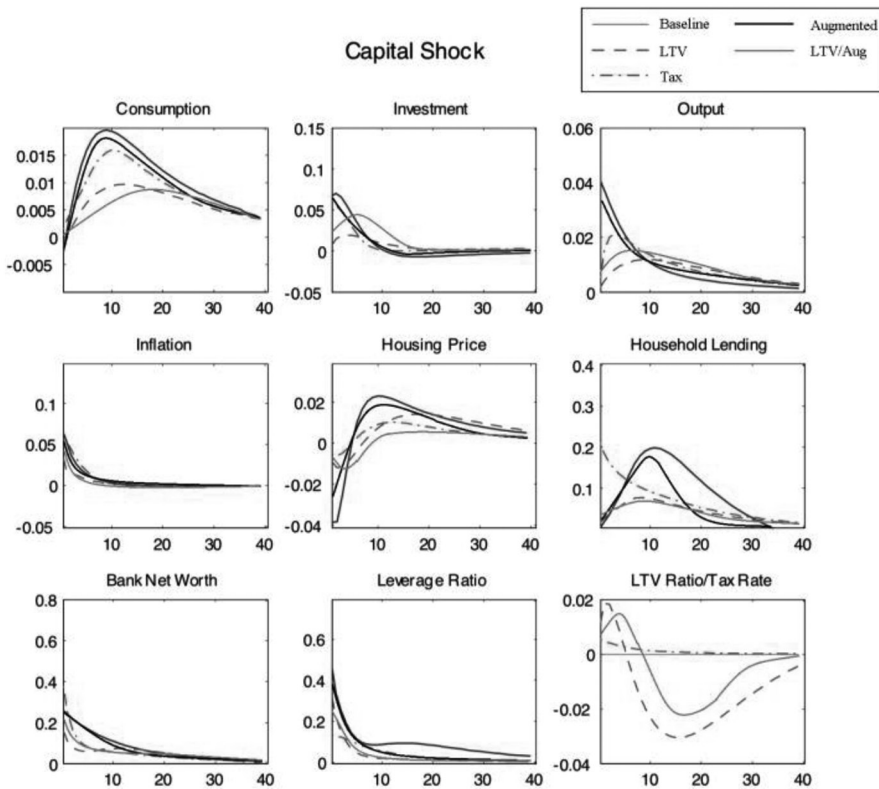 Baseline Augmented
LTV LTV/Aug
Tax
Capital Shock
Consumption Investment Output
0.015
0.01
0.005
0
-0.005
10 20 30 40
0.15
0.1
0.05
0
-0.05
10 20 30 40
0.06
0.04
0.02
0
10 20 30 40
Inflation Housing Price Household Lending
0.1
0.05
0
-0.05
10 20 30 40
0.02
0
-0.02
-0.04
10 20 30 40
0.4
0.3
0.2
0.1
10 20 30 40
Bank Net Worth Leverage Ratio LTV Ratio/Tax Rate
0.8
0.6
0.4
0.2
0
10 20 30 40
0.8
0.6
0.4
0.2
0
10 20 30 40
0.02
0
-0.02
-0.04
10 20 30 40